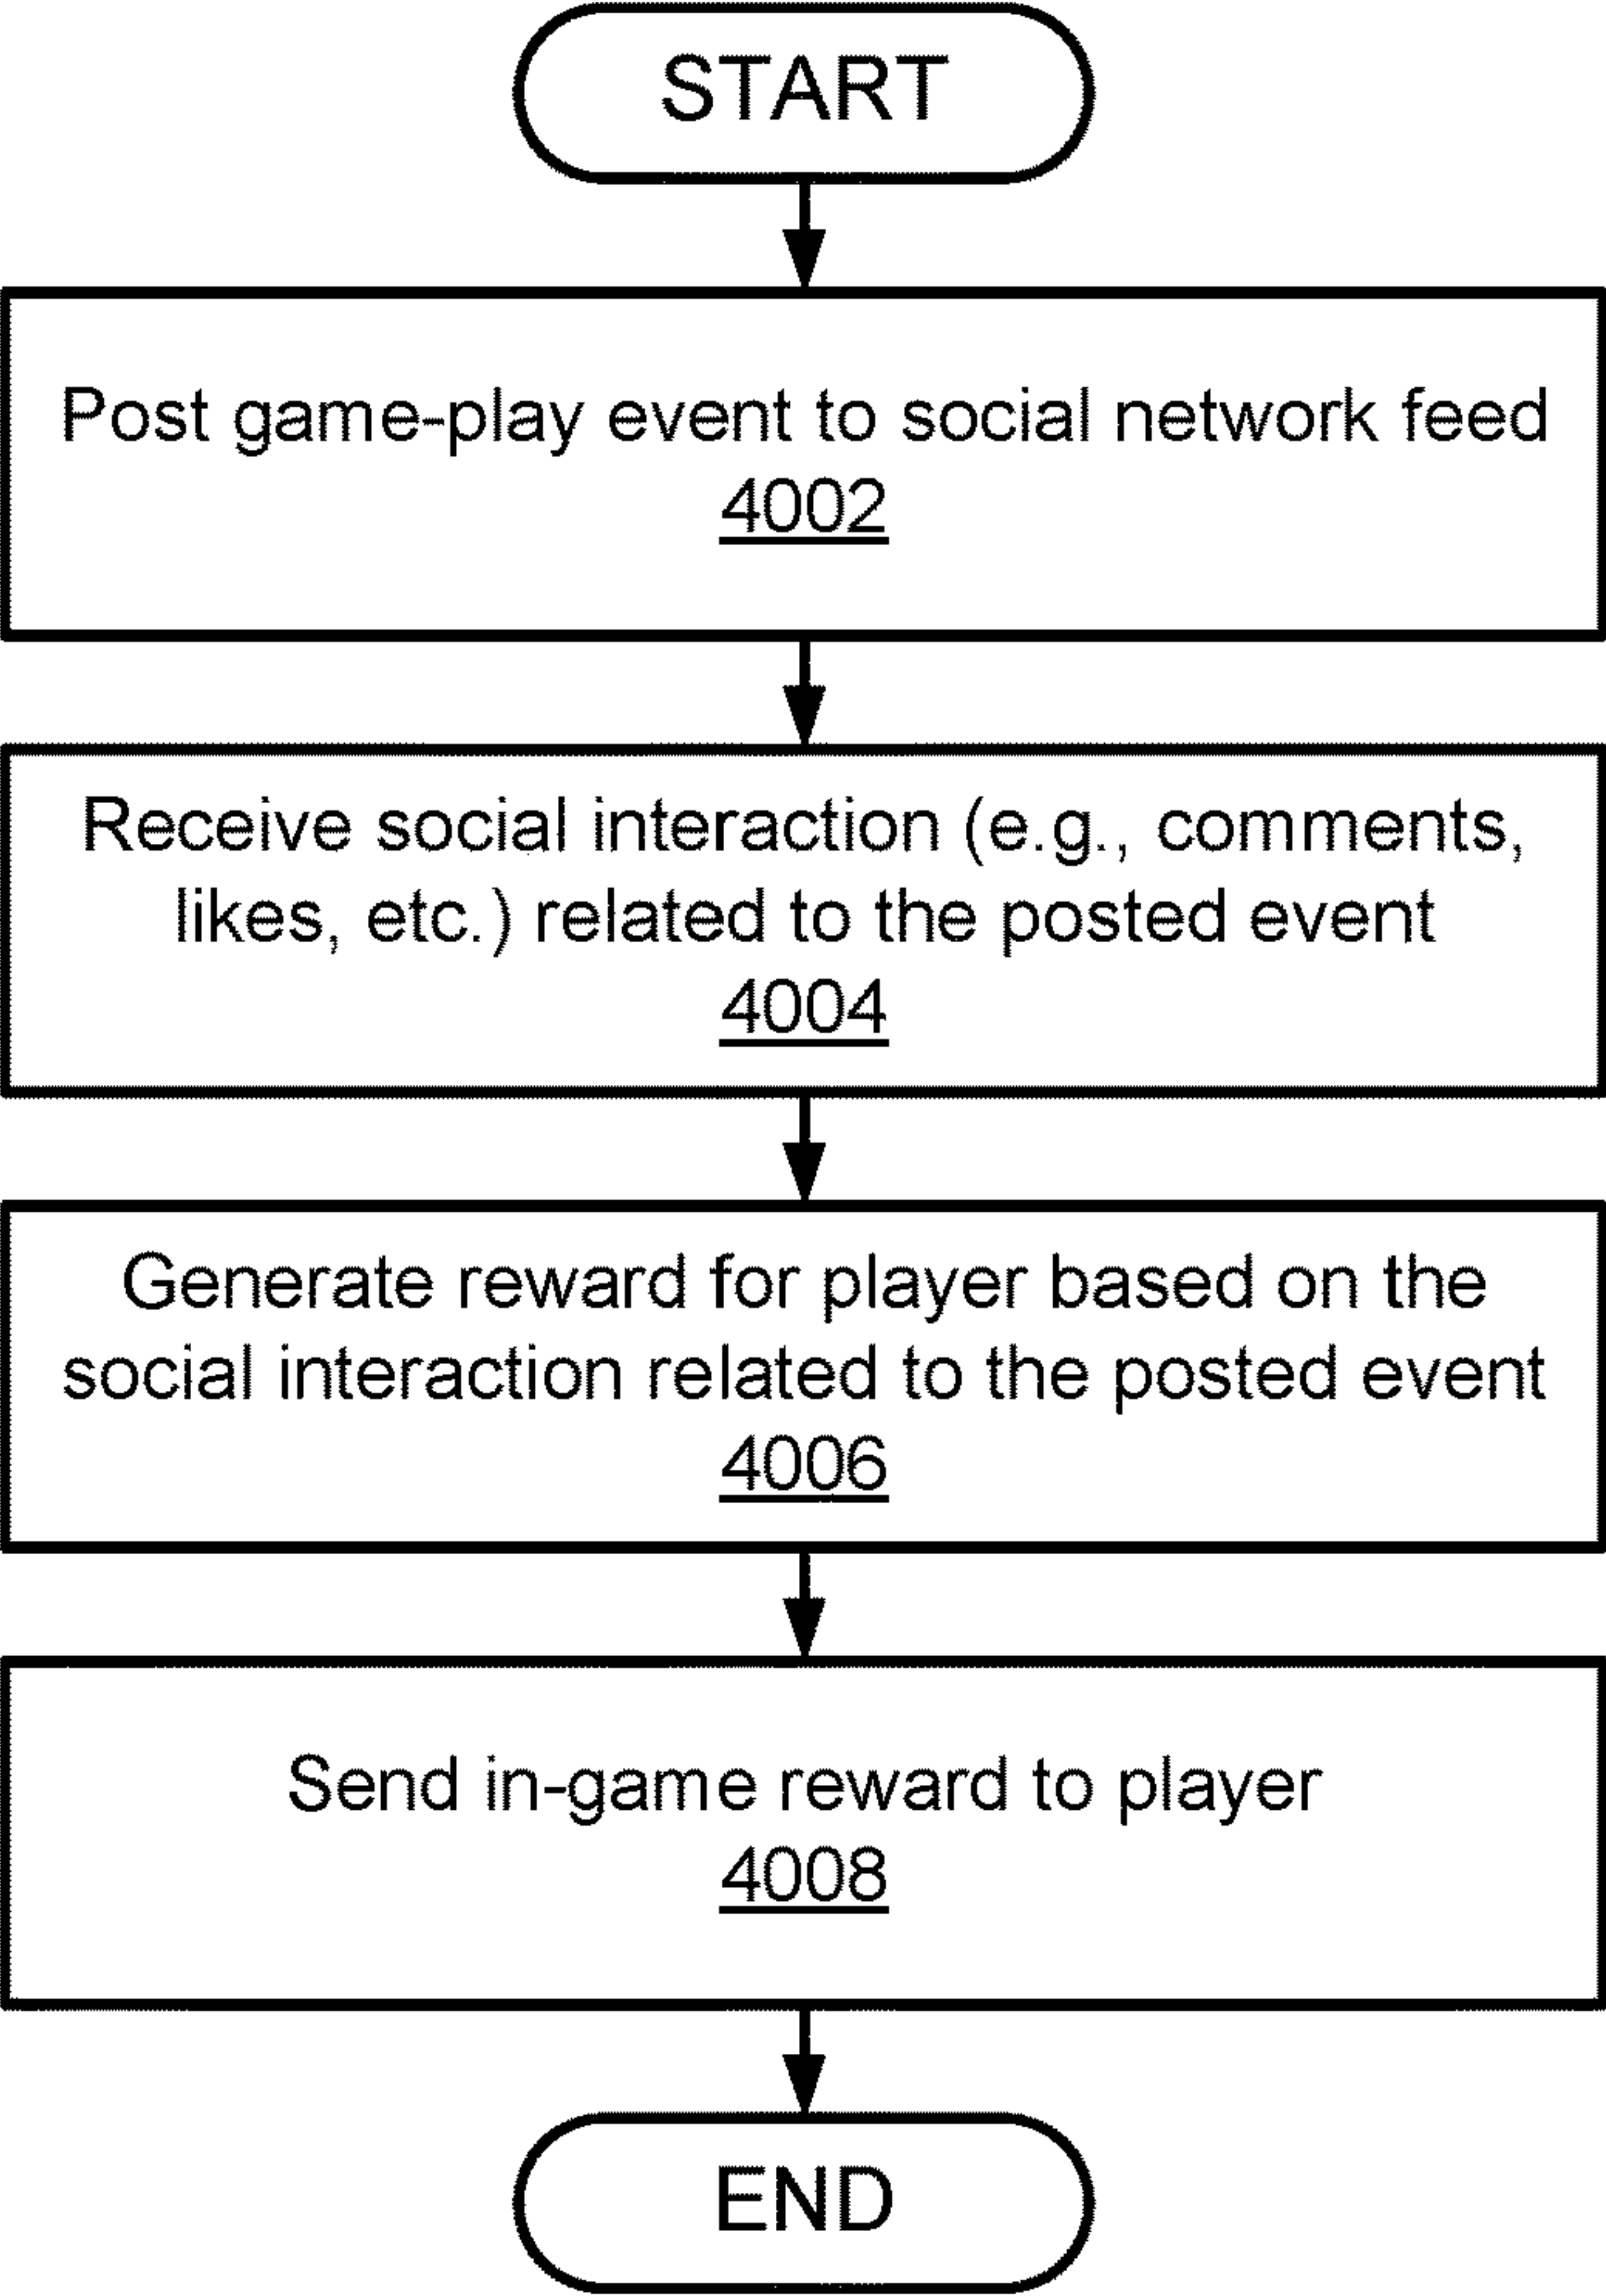 START
Post game-play event to social network feed
4002
Receive social interaction (e.g., comments,
likes, etc.) related to the posted event
4004
Generate reward for player based on the
social interaction related to the posted event
4006
Send in-game reward to player
4008
END